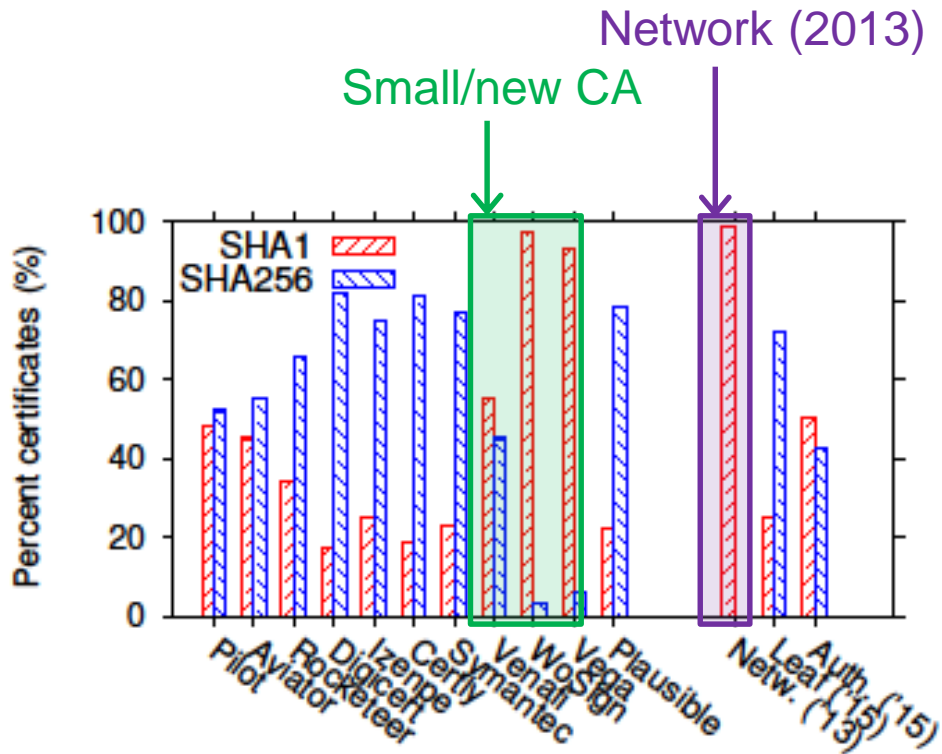 Network (2013)
Small/new CA
Percent certificates (%)
100
80
60
40
20
0
SHA1
SHA256
Pilot
Aviator
Rocketeer
Digicert
Izenpe
Certly
Symantec
Venafi
WoSign
Vega
Plausible
Netw. ('13)
Leaf ('15)
Auth. ('15)